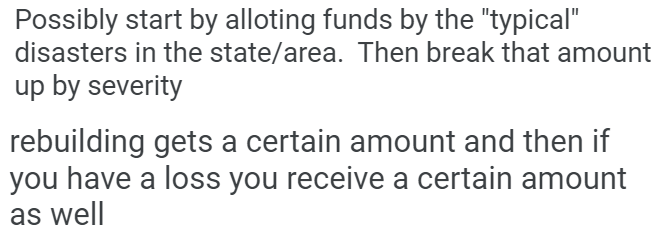 Possibly start by alloting funds by the "typical"
disasters in the state/area.  Then break that amount
up by severity
rebuilding gets a certain amount and then if
you have a loss you receive a certain amount
as well